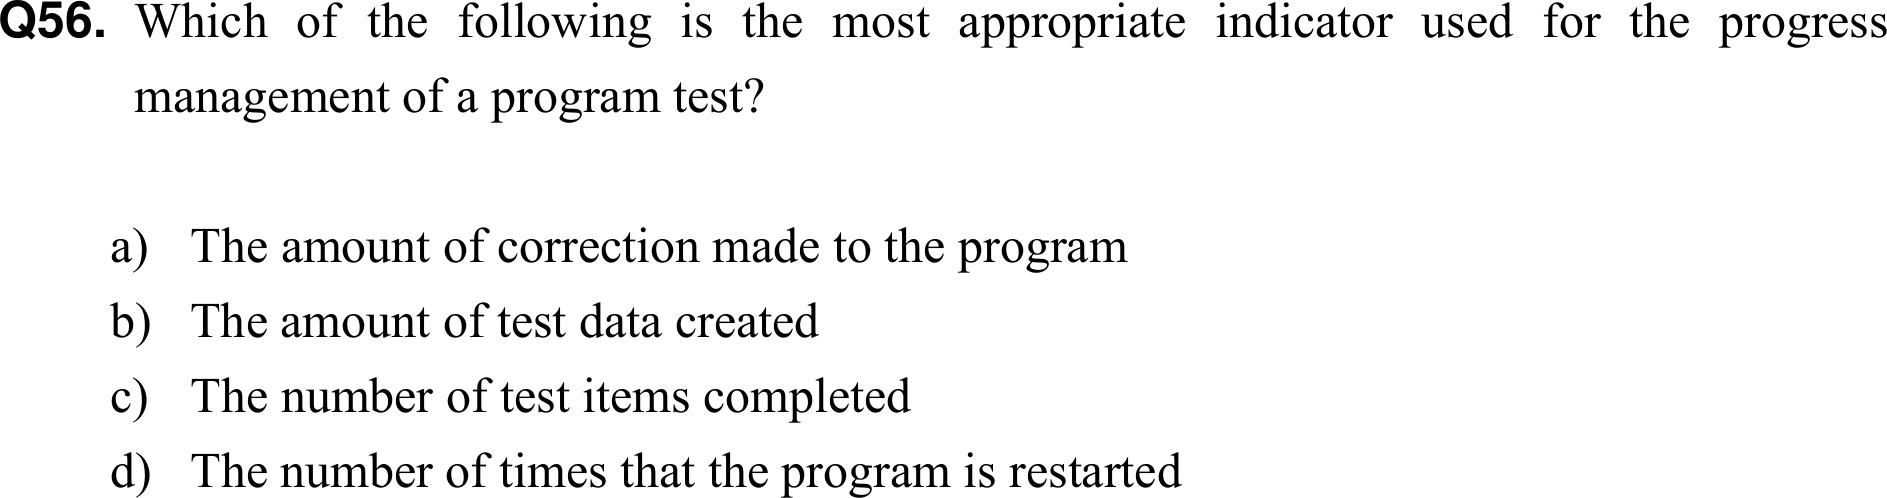 Q56. Which of the following is the most appropriate indicator used for the progress
management of a program test?
a) The amount of correction made to the program
b) The amount of test data created
c) The number of test items completed
d) The number of times that the program is restarted